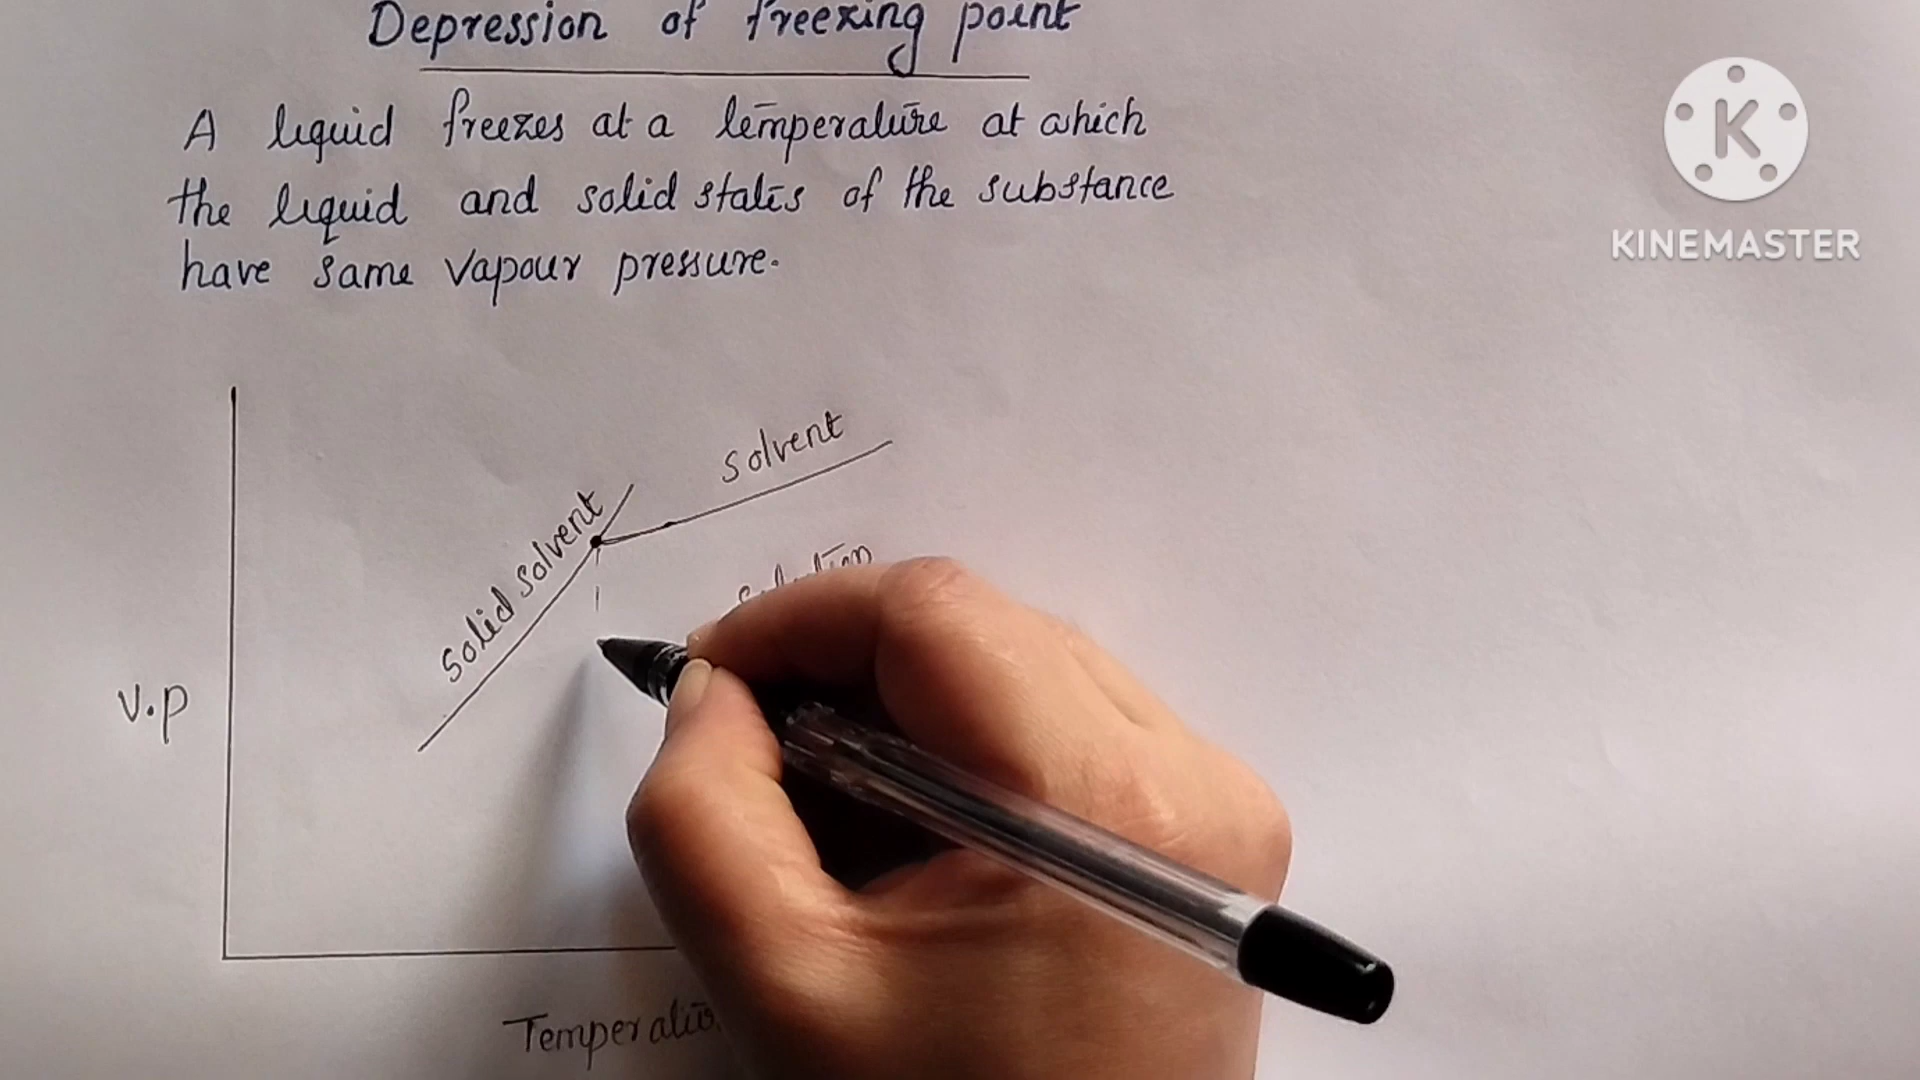 Depression of freezing point
A liquid freezes at a temperature at which
the liquid and solid states of the substance
have same vapour pressure.
K
KINEMASTER
solvent
solid solvent
Solution
V.P